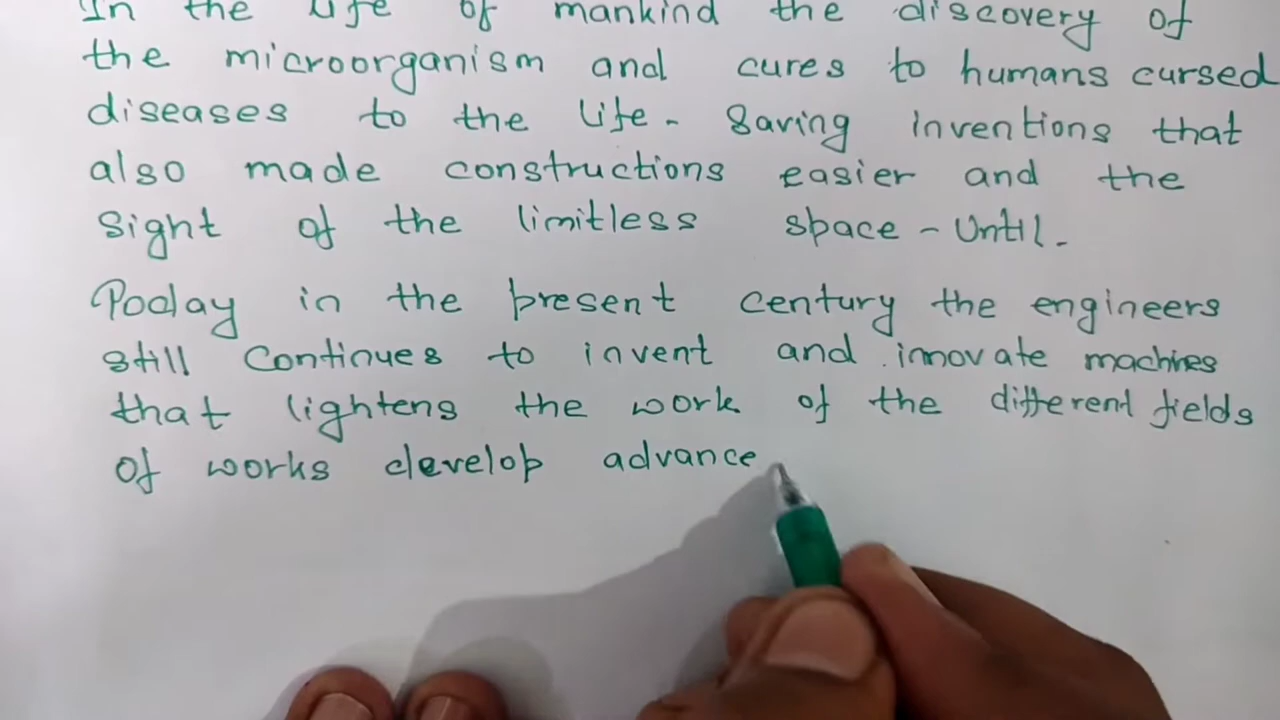 In the life of mankind the discovery of
the microorganism and cures to humans cursed
diseases to the life - Saving inventions that
also made constructions easier and the
Sight of the limitless space - Until -
Poday in the present century the engineers
still continues to invent and innovate machines
that lightens the work of the different fields
of works develop advance